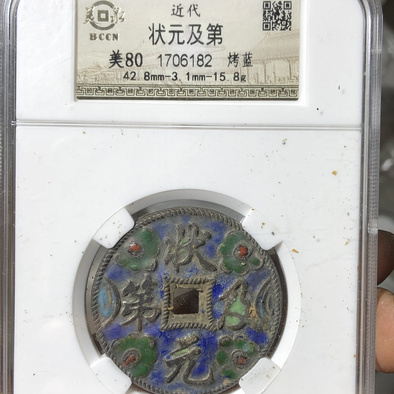 近代
BCCN
状元及第
美80 1706182 烤蓝
42.8mm-3.1mm-15.8g
状
第 及
元